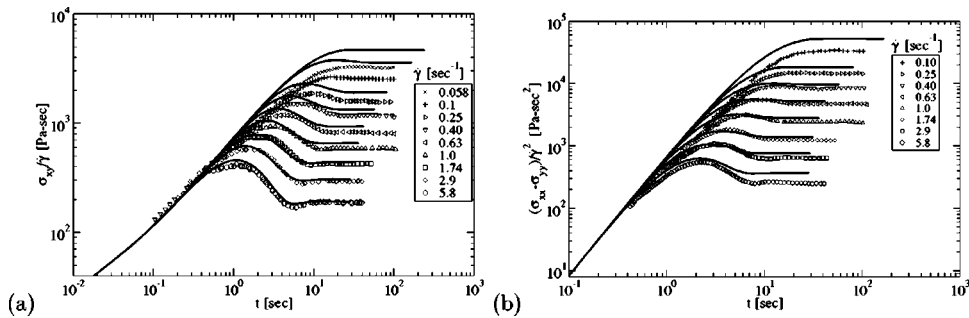 10^4
10^3
10^2
σ_xy/γ̇ [Pa-sec]
γ̇ [sec^-1]
0.058
0.1
0.25
0.40
0.63
1.0
1.74
2.9
5.8
10^-2 10^-1 10^0 10^1 10^2 10^3
t [sec]
(a)
10^5
10^4
10^3
10^2
10^1
(σ_xx-σ_yy)/γ̇^2 [Pa-sec^2]
γ̇ [sec^-1]
0.10
0.25
0.40
0.63
1.0
1.74
2.9
5.8
10^-1 10^0 10^1 10^2 10^3
t [sec]
(b)